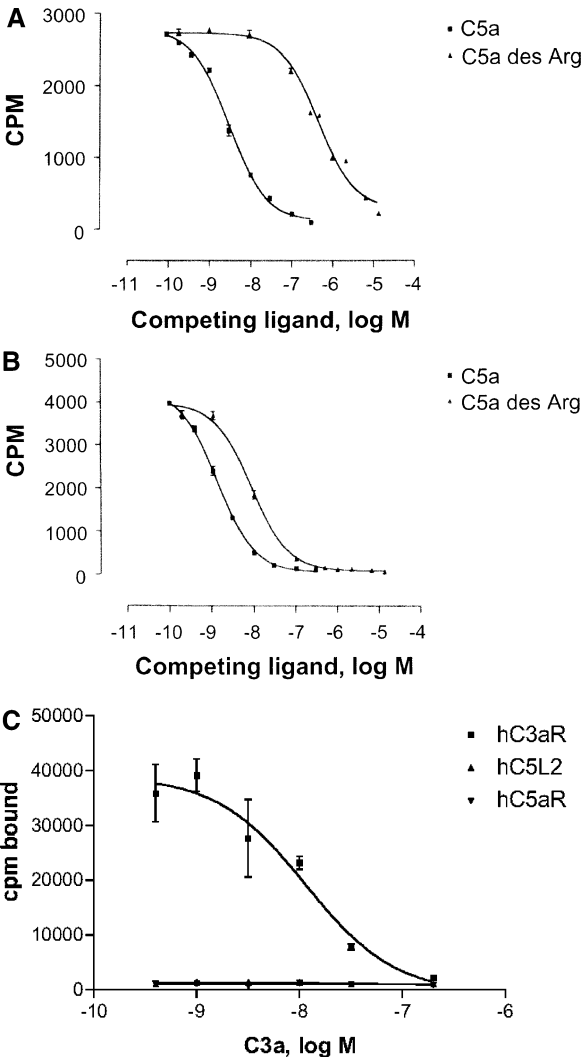 A
3000
2000
1000
0
CPM
C5a
C5a des Arg
-11 -10 -9 -8 -7 -6 -5 -4
Competing ligand, log M
B
5000
4000
3000
2000
1000
0
CPM
C5a
C5a des Arg
-11 -10 -9 -8 -7 -6 -5 -4
Competing ligand, log M
C
50000
40000
30000
20000
10000
0
cpm bound
hC3aR
hC5L2
hC5aR
-10 -9 -8 -7 -6
C3a, log M